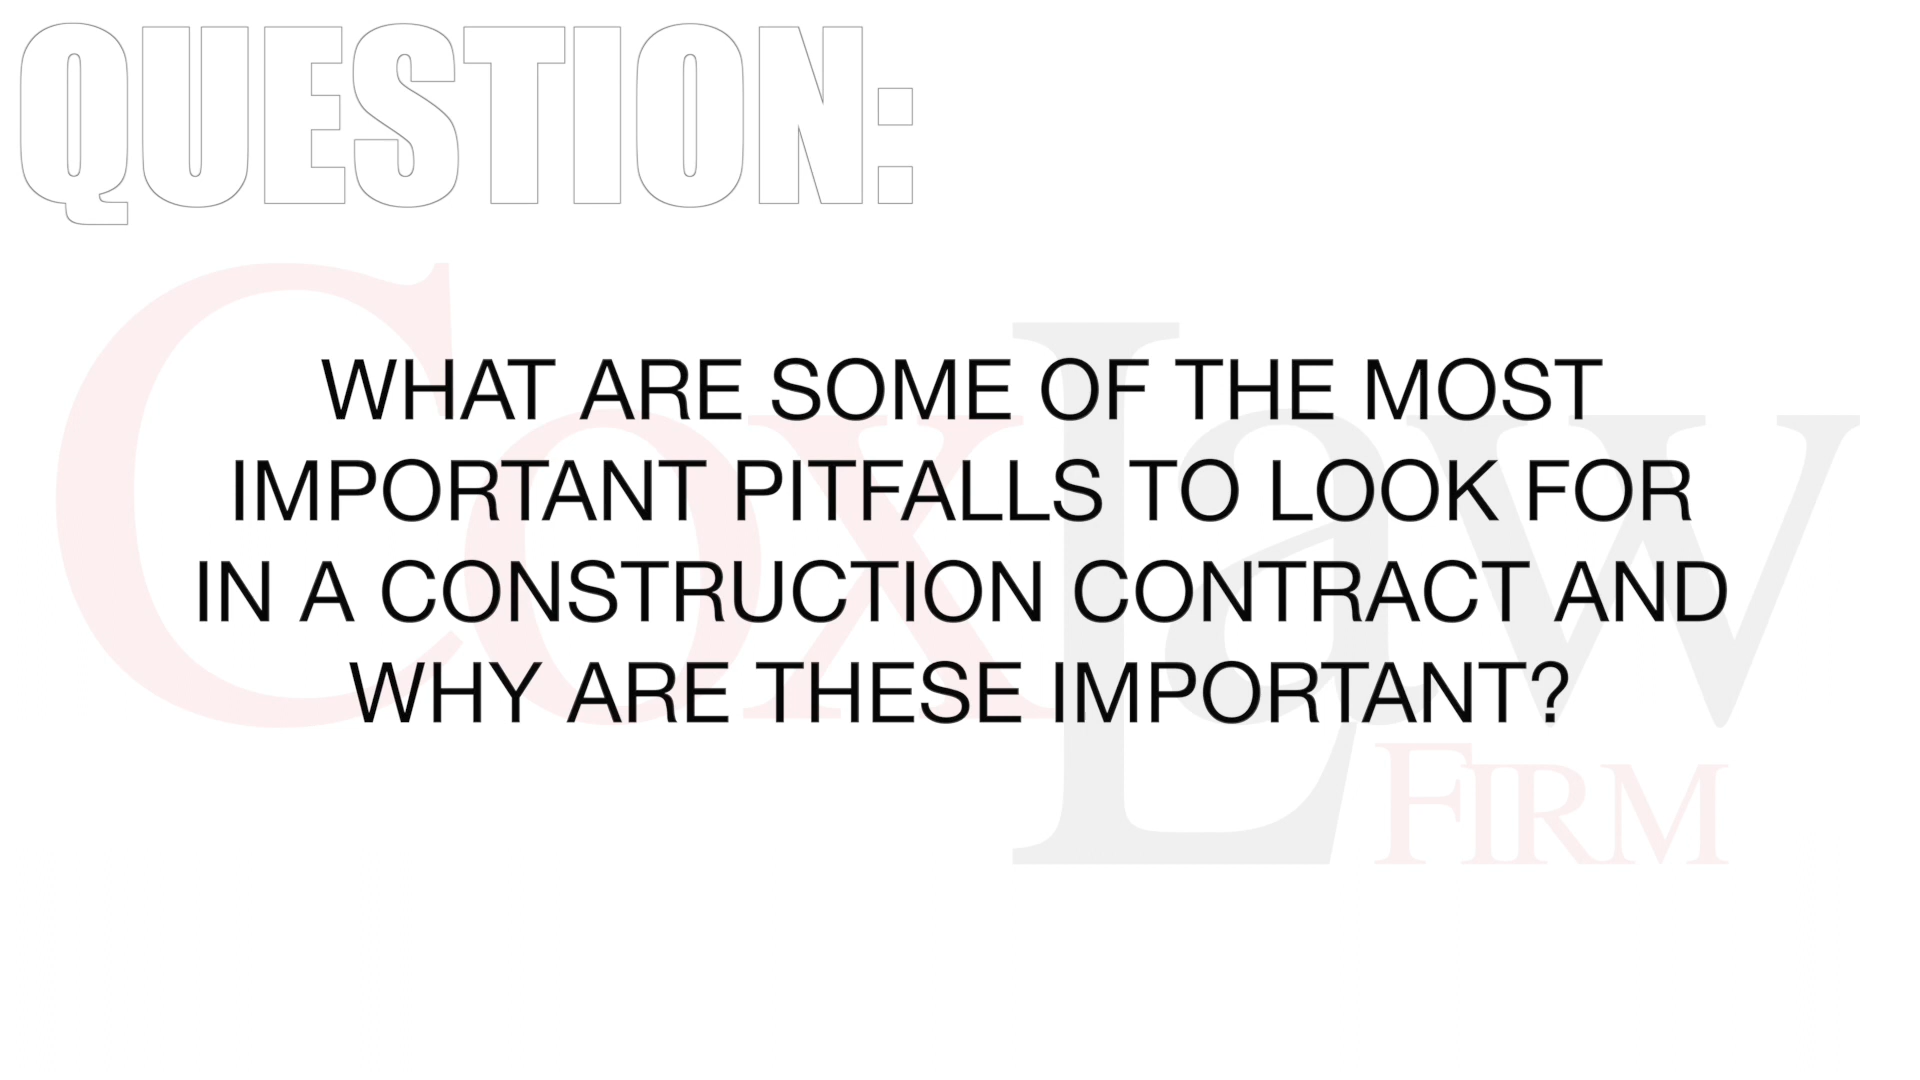 QUESTION:
WHAT ARE SOME OF THE MOST
IMPORTANT PITFALLS TO LOOK FOR
IN A CONSTRUCTION CONTRACT AND
WHY ARE THESE IMPORTANT?
Cox Law
FIRM